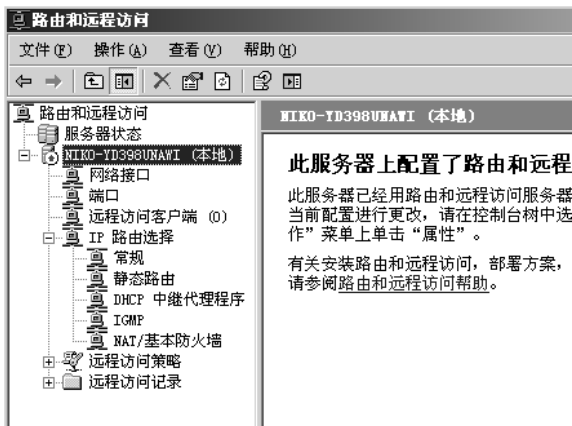 路由和远程访问
文件(F) 操作(A) 查看(V) 帮助(H)
路由和远程访问
服务器状态
NIKO-YD398UNAWI (本地)
网络接口
端口
远程访问客户端 (0)
IP 路由选择
常规
静态路由
DHCP 中继代理程序
IGMP
NAT/基本防火墙
远程访问策略
远程访问记录
NIKO-YD398UNAWI (本地)
此服务器上配置了路由和远程
此服务器已经用路由和远程访问服务器
当前配置进行更改，请在控制台树中选
作”菜单上单击“属性”。
有关安装路由和远程访问，部署方案，
请参阅路由和远程访问帮助。